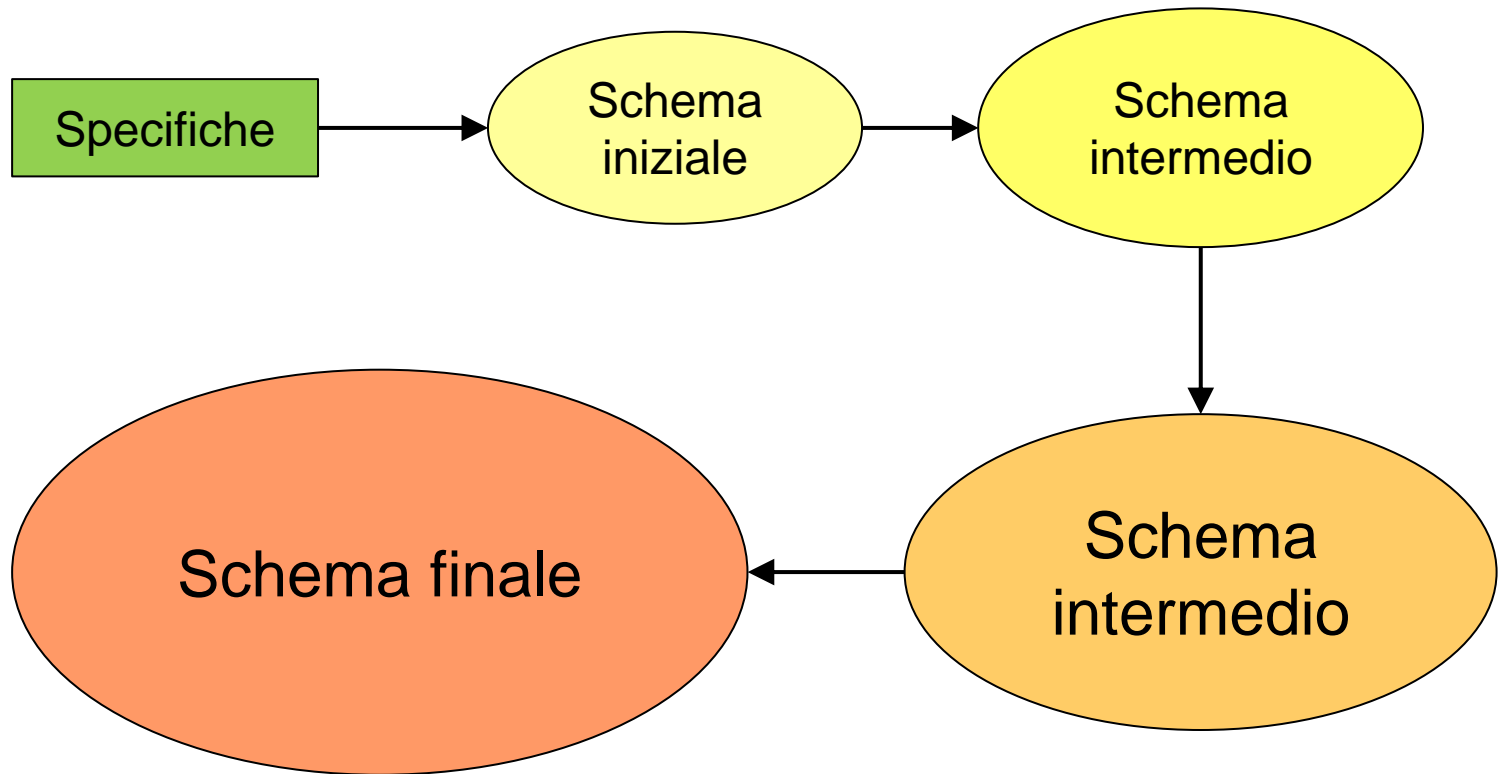 Specifiche
Schema
iniziale
Schema
intermedio
Schema
intermedio
Schema finale